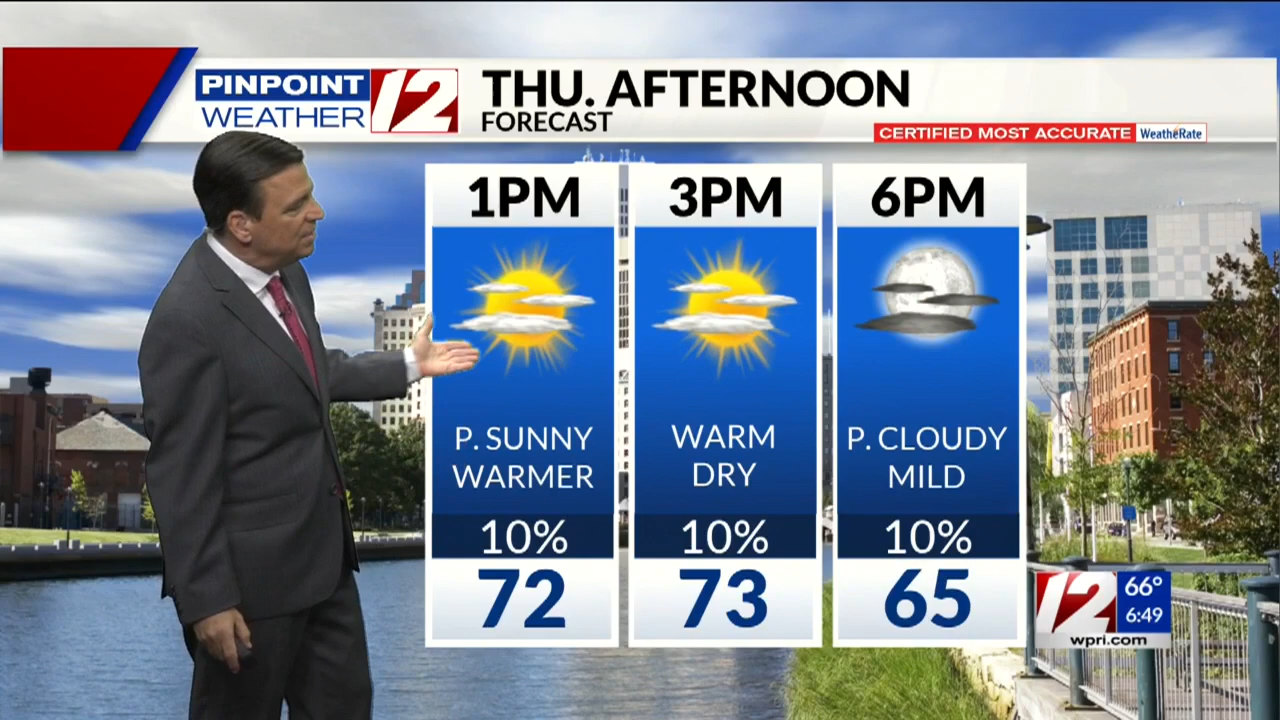 PINPOINT
WEATHER 12
THU. AFTERNOON
FORECAST
CERTIFIED MOST ACCURATE WeatheRate
1PM
P. SUNNY
WARMER
10%
72
3PM
WARM
DRY
10%
73
6PM
P. CLOUDY
MILD
10%
65
12 66°
6:49
wpri.com